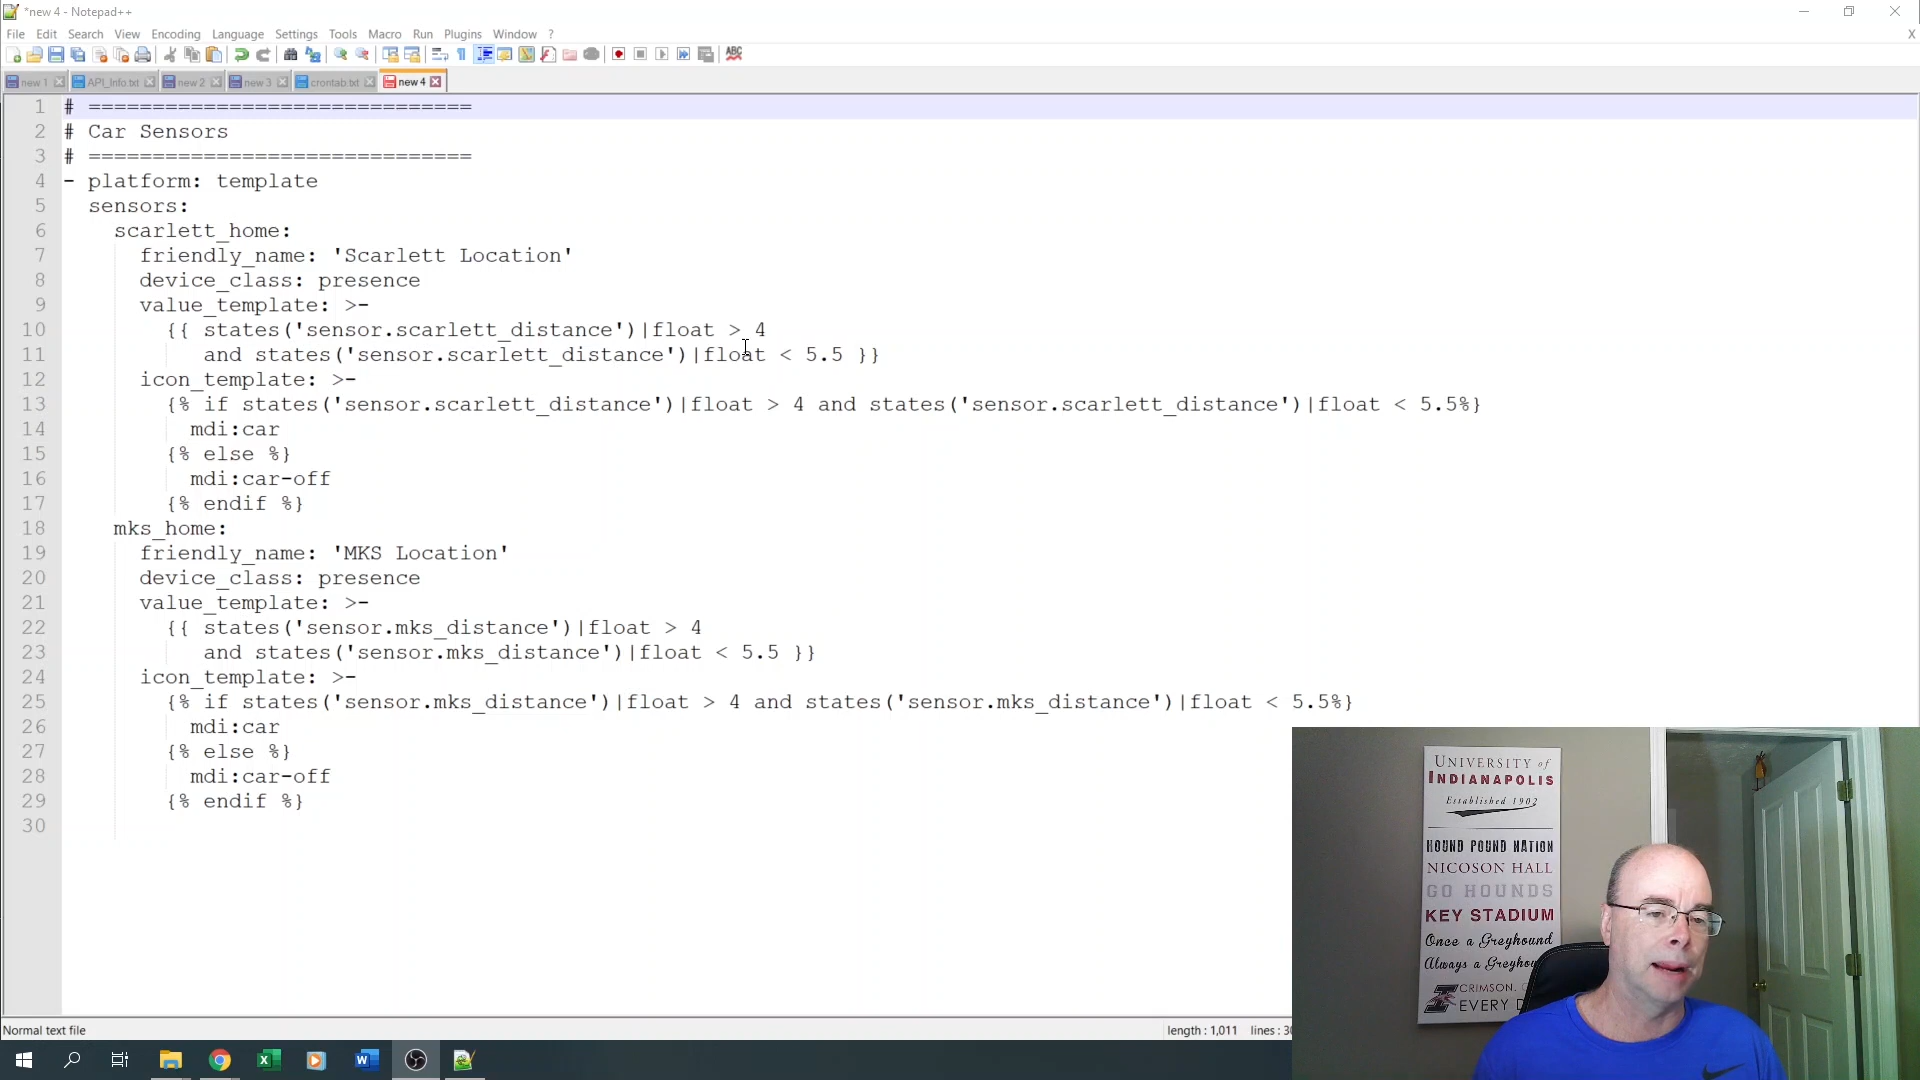 *new 4 - Notepad++
File Edit Search View Encoding Language Settings Tools Macro Run Plugins Window ? X
new 1 API_Info.txt new 2 new 3 crontab.txt new 4
1 # ==============================
2 # Car Sensors
3 # ==============================
4 - platform: template
5 sensors:
6 scarlett_home:
7 friendly_name: 'Scarlett Location'
8 device_class: presence
9 value_template: >-
10 {{ states('sensor.scarlett_distance')|float > 4
11 and states('sensor.scarlett_distance')|float < 5.5 }}
12 icon_template: >-
13 {% if states('sensor.scarlett_distance')|float > 4 and states('sensor.scarlett_distance')|float < 5.5%}
14 mdi:car
15 {% else %}
16 mdi:car-off
17 {% endif %}
18 mks_home:
19 friendly_name: 'MKS Location'
20 device_class: presence
21 value_template: >-
22 {{ states('sensor.mks_distance')|float > 4
23 and states('sensor.mks_distance')|float < 5.5 }}
24 icon_template: >-
25 {% if states('sensor.mks_distance')|float > 4 and states('sensor.mks_distance')|float < 5.5%}
26 mdi:car
27 {% else %}
28 mdi:car-off
29 {% endif %}
30
UNIVERSITY of
INDIANAPOLIS
Established 1902
HOUND POUND NATION
NICOSON HALL
GO HOUNDS
KEY STADIUM
Once a Greyhound
Always a
CRIMSON.
EVERY
Normal text file length : 1,011 lines :